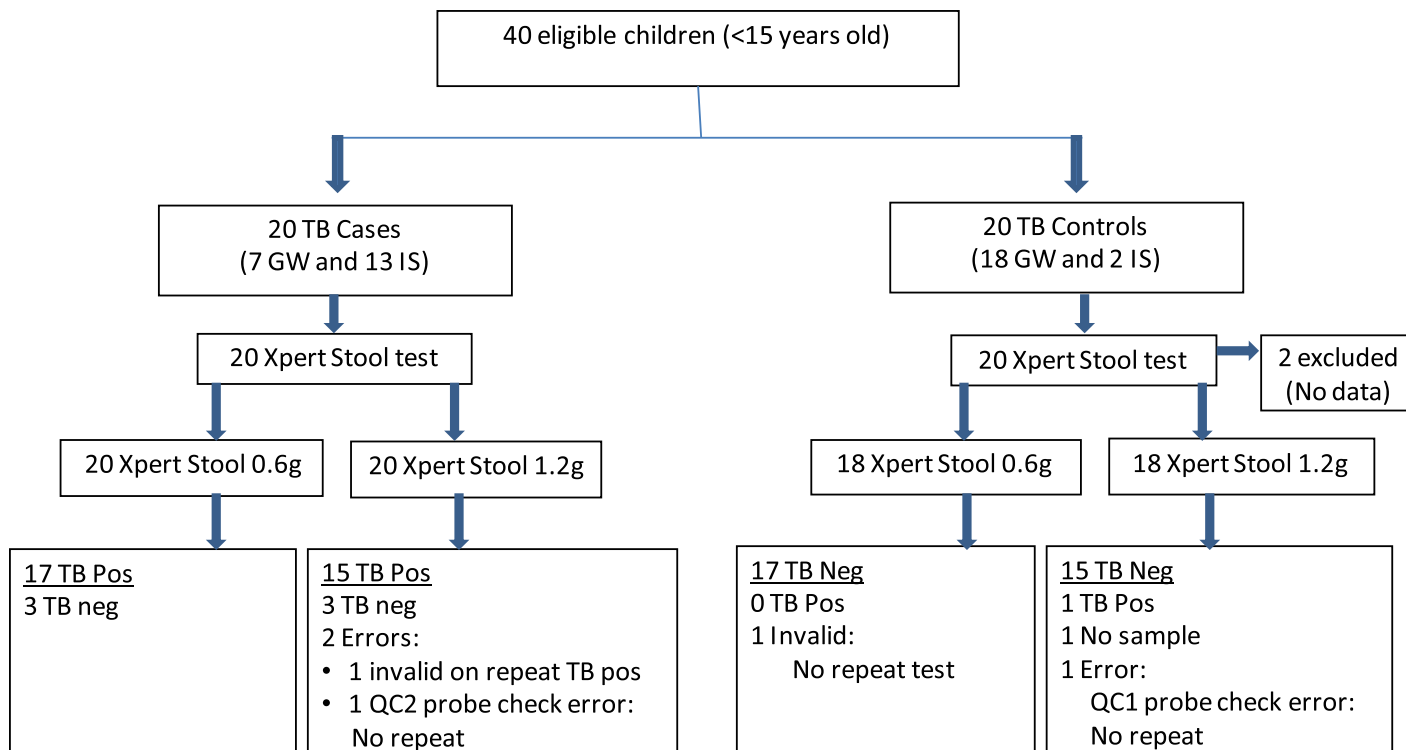 40 eligible children (<15 years old)
20 TB Cases
(7 GW and 13 IS)
20 TB Controls
(18 GW and 2 IS)
20 Xpert Stool test
20 Xpert Stool test
2 excluded
(No data)
20 Xpert Stool 0.6g
20 Xpert Stool 1.2g
18 Xpert Stool 0.6g
18 Xpert Stool 1.2g
17 TB Pos
3 TB neg
15 TB Pos
3 TB neg
2 Errors:
• 1 invalid on repeat TB pos
• 1 QC2 probe check error:
No repeat
17 TB Neg
0 TB Pos
1 Invalid:
No repeat test
15 TB Neg
1 TB Pos
1 No sample
1 Error:
QC1 probe check error:
No repeat